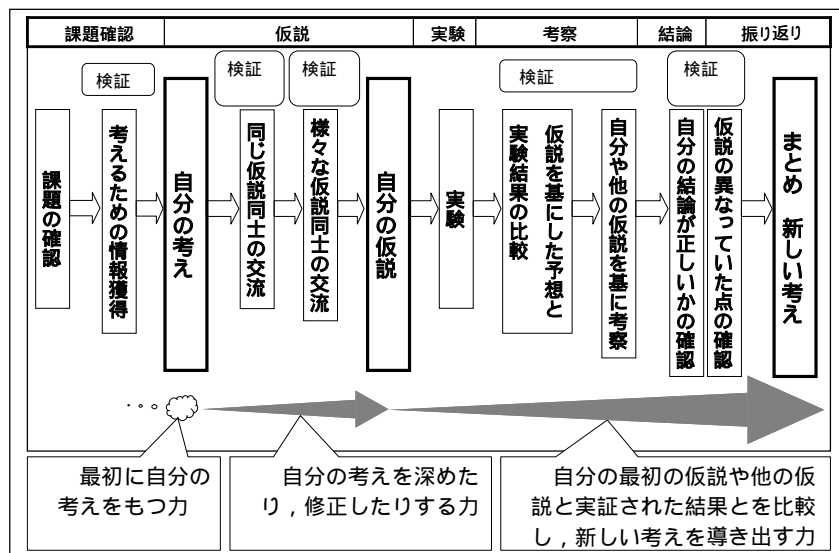 課題確認
仮説
実験
考察
結論
振り返り
検証
検証
検証
検証
検証
課題の確認
考えるための情報獲得
自分の考え
同じ仮説同士の交流
様々な仮説同士の交流
自分の仮説
実験
仮説を基にした予想と
実験結果の比較
自分や他の仮説を基に考察
自分の結論が正しいかの確認
仮説の異なっていた点の確認
まとめ 新しい考え
最初に自分の
考えをもつ力
自分の考えを深めた
り，修正したりする力
自分の最初の仮説や他の仮
説と実証された結果とを比較
し，新しい考えを導き出す力